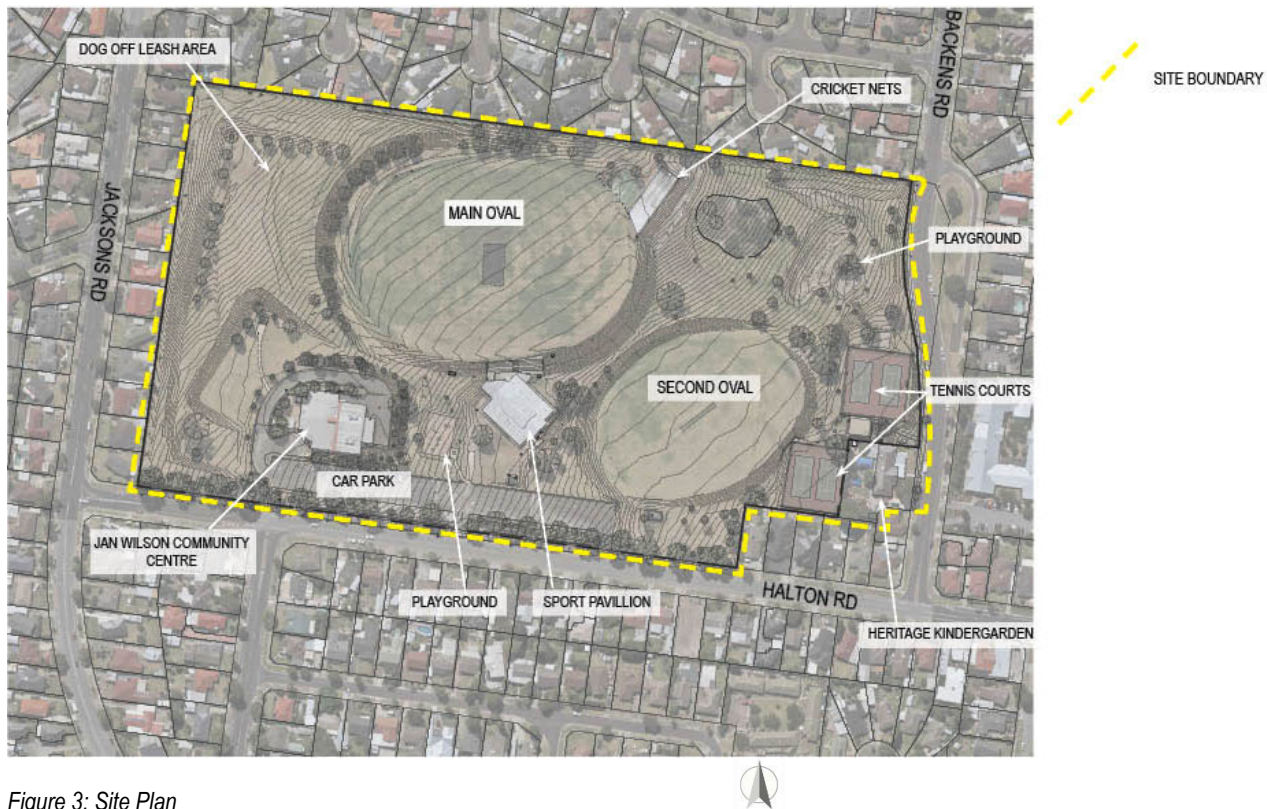 DOG OFF LEASH AREA
BACKENS RD
SITE BOUNDARY
CRICKET NETS
JACKSONS RD
MAIN OVAL
PLAYGROUND
SECOND OVAL
TENNIS COURTS
CAR PARK
JAN WILSON COMMUNITY
CENTRE
PLAYGROUND
SPORT PAVILLION
HALTON RD
HERITAGE KINDERGARDEN
Figure 3: Site Plan